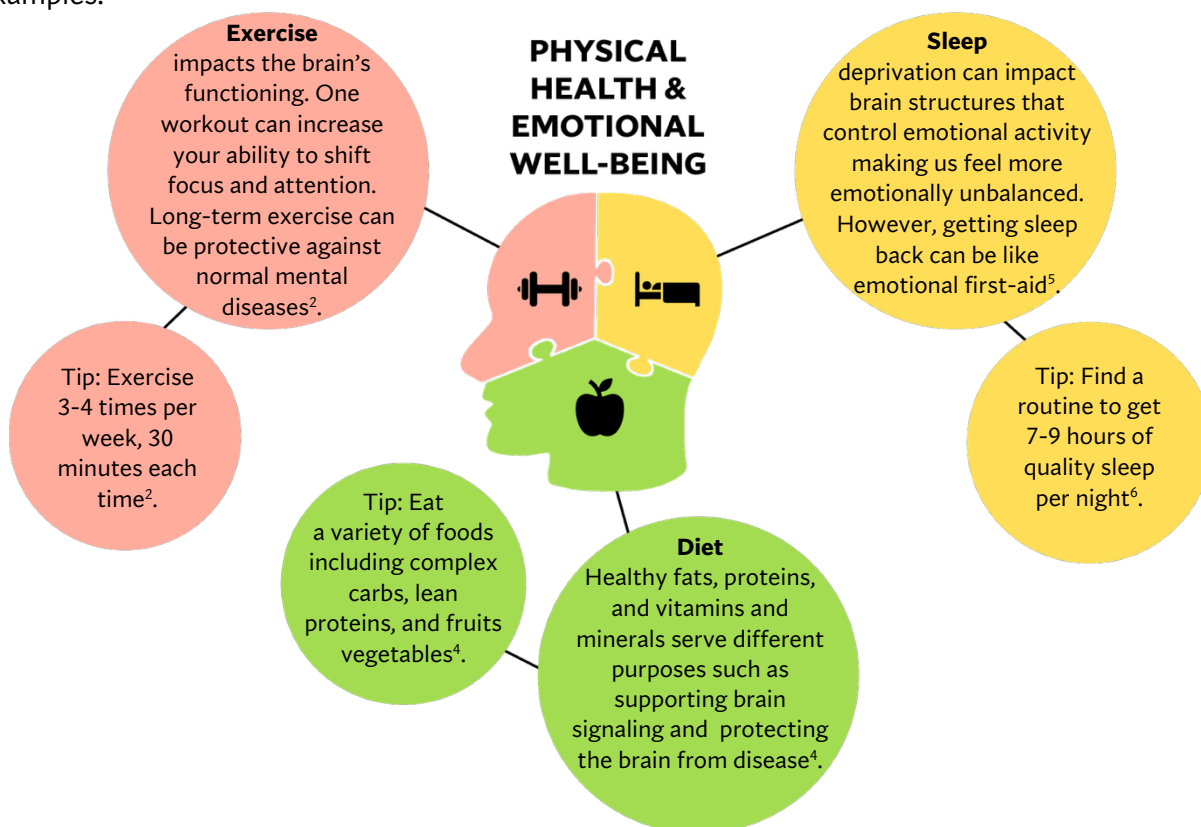 xamples.
PHYSICAL
HEALTH &
EMOTIONAL
WELL-BEING
Exercise
impacts the brain’s
functioning. One
workout can increase
your ability to shift
focus and attention.
Long-term exercise can
be protective against
normal mental
diseases².
Tip: Exercise
3-4 times per
week, 30
minutes each
time².
Sleep
deprivation can impact
brain structures that
control emotional activity
making us feel more
emotionally unbalanced.
However, getting sleep
back can be like
emotional first-aid⁵.
Tip: Find a
routine to get
7-9 hours of
quality sleep
per night⁶.
Tip: Eat
a variety of foods
including complex
carbs, lean
proteins, and fruits
vegetables⁴.
Diet
Healthy fats, proteins,
and vitamins and
minerals serve different
purposes such as
supporting brain
signaling and protecting
the brain from disease⁴.